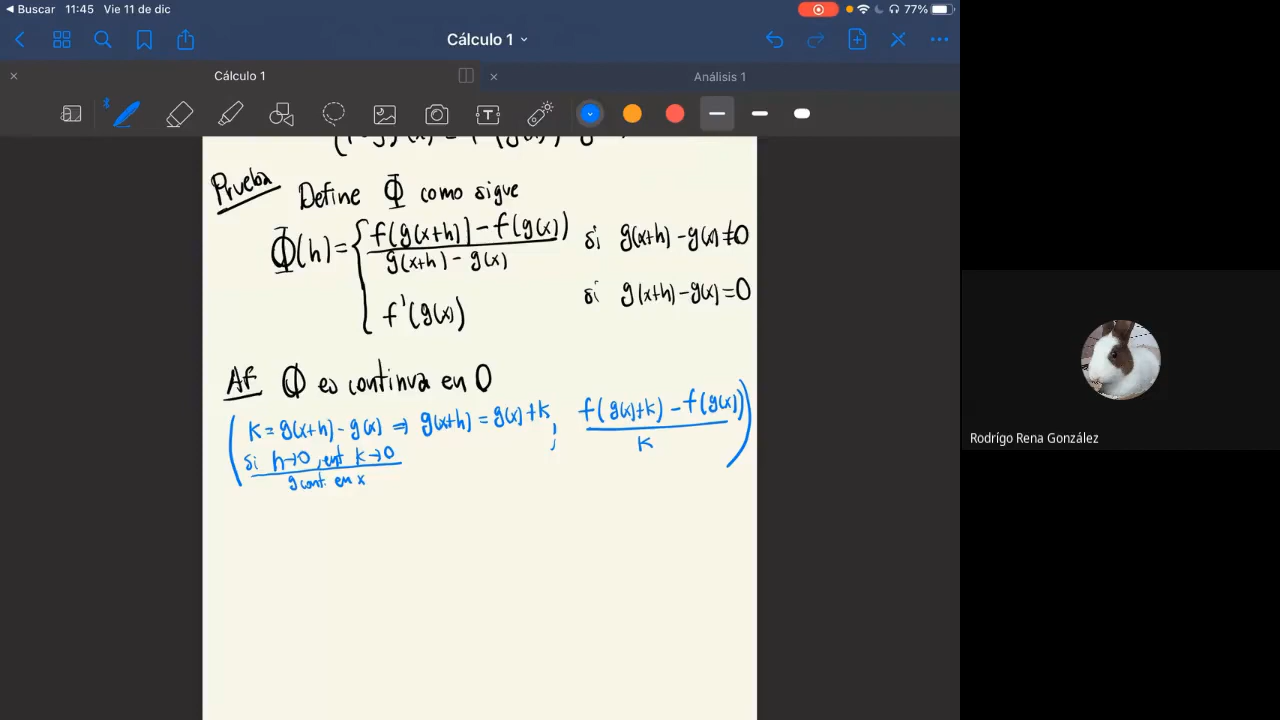 Buscar 11:45 Vie 11 de dic 77%
Cálculo 1
Cálculo 1 Análisis 1
Prueba Define Φ como sigue
Φ(h) = { f(g(x+h)) - f(g(x)) / g(x+h) - g(x) si g(x+h) - g(x) ≠ 0
f'(g(x)) si g(x+h) - g(x) = 0
Af Φ es continua en 0
( k = g(x+h) - g(x) ⇒ g(x+h) = g(x) + k ; f(g(x)+k) - f(g(x)) / k )
si h→0, ent k→0
g cont. en x
Rodrígo Rena González